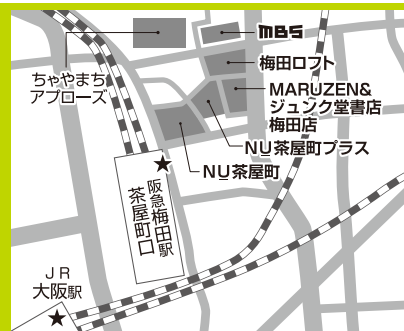 MBS
梅田ロフト
ちゃやまち
アプローズ
MARUZEN&
ジュンク堂書店
梅田店
NU茶屋町プラス
NU茶屋町
阪急梅田駅
茶屋町口
JR
大阪駅